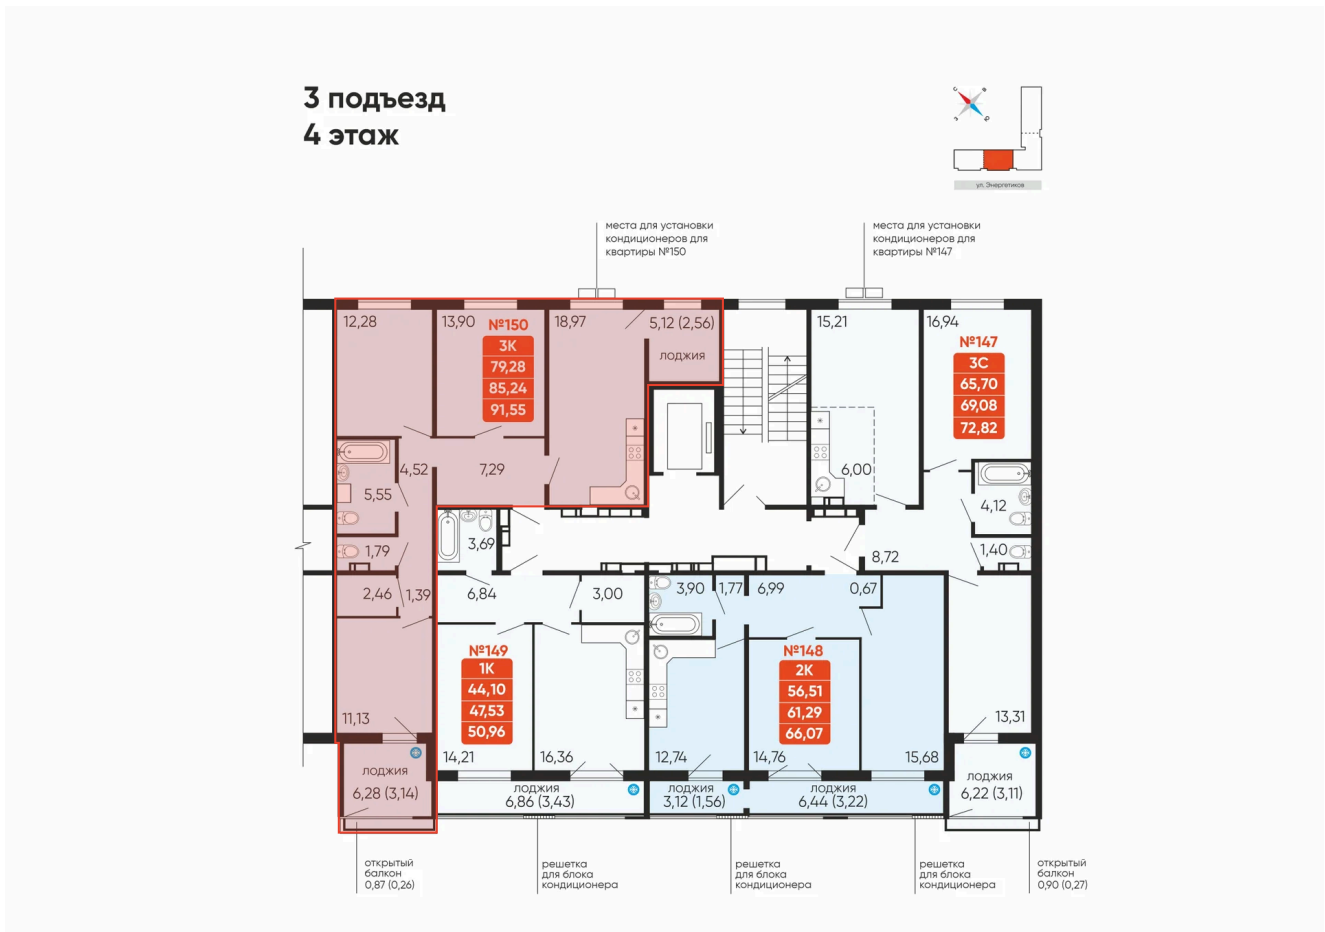 3 подъезд
4 этаж
С
В
З
Ю
ул. Энергетиков
места для установки
кондиционеров для
квартиры №150
места для установки
кондиционеров для
квартиры №147
12,28
13,90
№150
3К
79,28
85,24
91,55
18,97
5,12 (2,56)
лоджия
15,21
16,94
№147
3С
65,70
69,08
72,82
4,52
7,29
5,55
6,00
4,12
1,79
3,69
8,72
1,40
2,46
1,39
6,84
3,00
3,90
1,77
6,99
0,67
№149
1К
44,10
47,53
50,96
№148
2К
56,51
61,29
66,07
11,13
14,21
16,36
12,74
14,76
15,68
13,31
лоджия
6,28 (3,14)
лоджия
6,86 (3,43)
лоджия
3,12 (1,56)
лоджия
6,44 (3,22)
лоджия
6,22 (3,11)
открытый
балкон
0,87 (0,26)
решетка
для блока
кондиционера
решетка
для блока
кондиционера
решетка
для блока
кондиционера
открытый
балкон
0,90 (0,27)